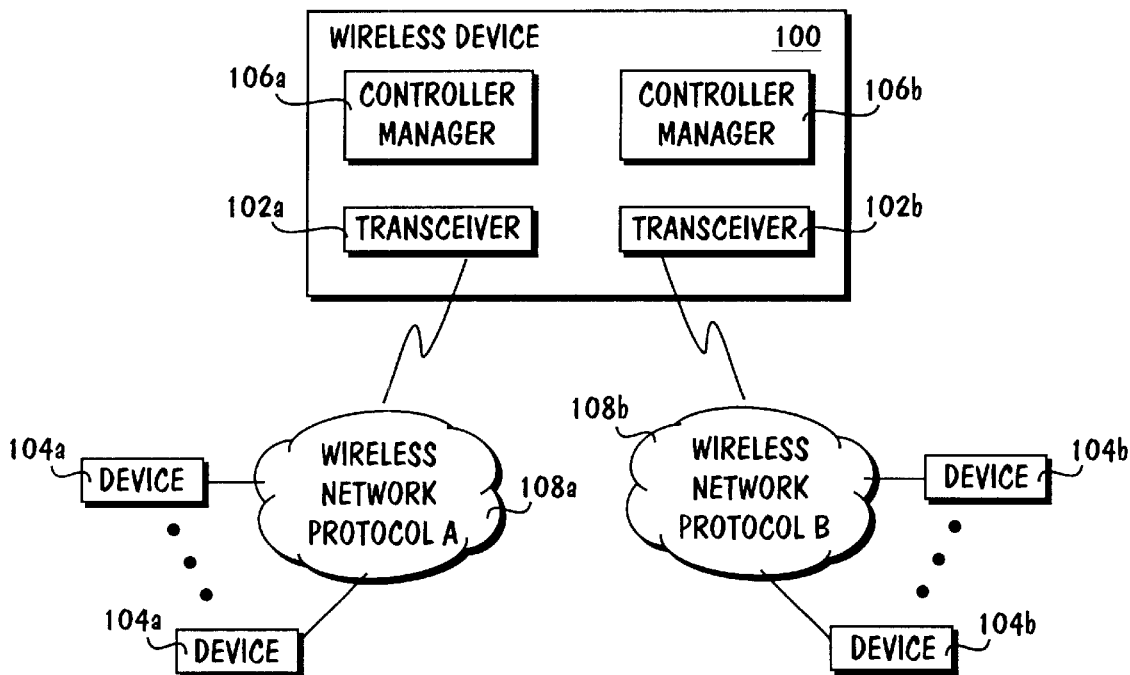 WIRELESS DEVICE
100
106a
CONTROLLER
MANAGER
CONTROLLER
MANAGER
106b
102a
TRANSCEIVER
TRANSCEIVER
102b
104a
DEVICE
WIRELESS
NETWORK
PROTOCOL A
108a
108b
WIRELESS
NETWORK
PROTOCOL B
DEVICE
104b
104a
DEVICE
DEVICE
104b